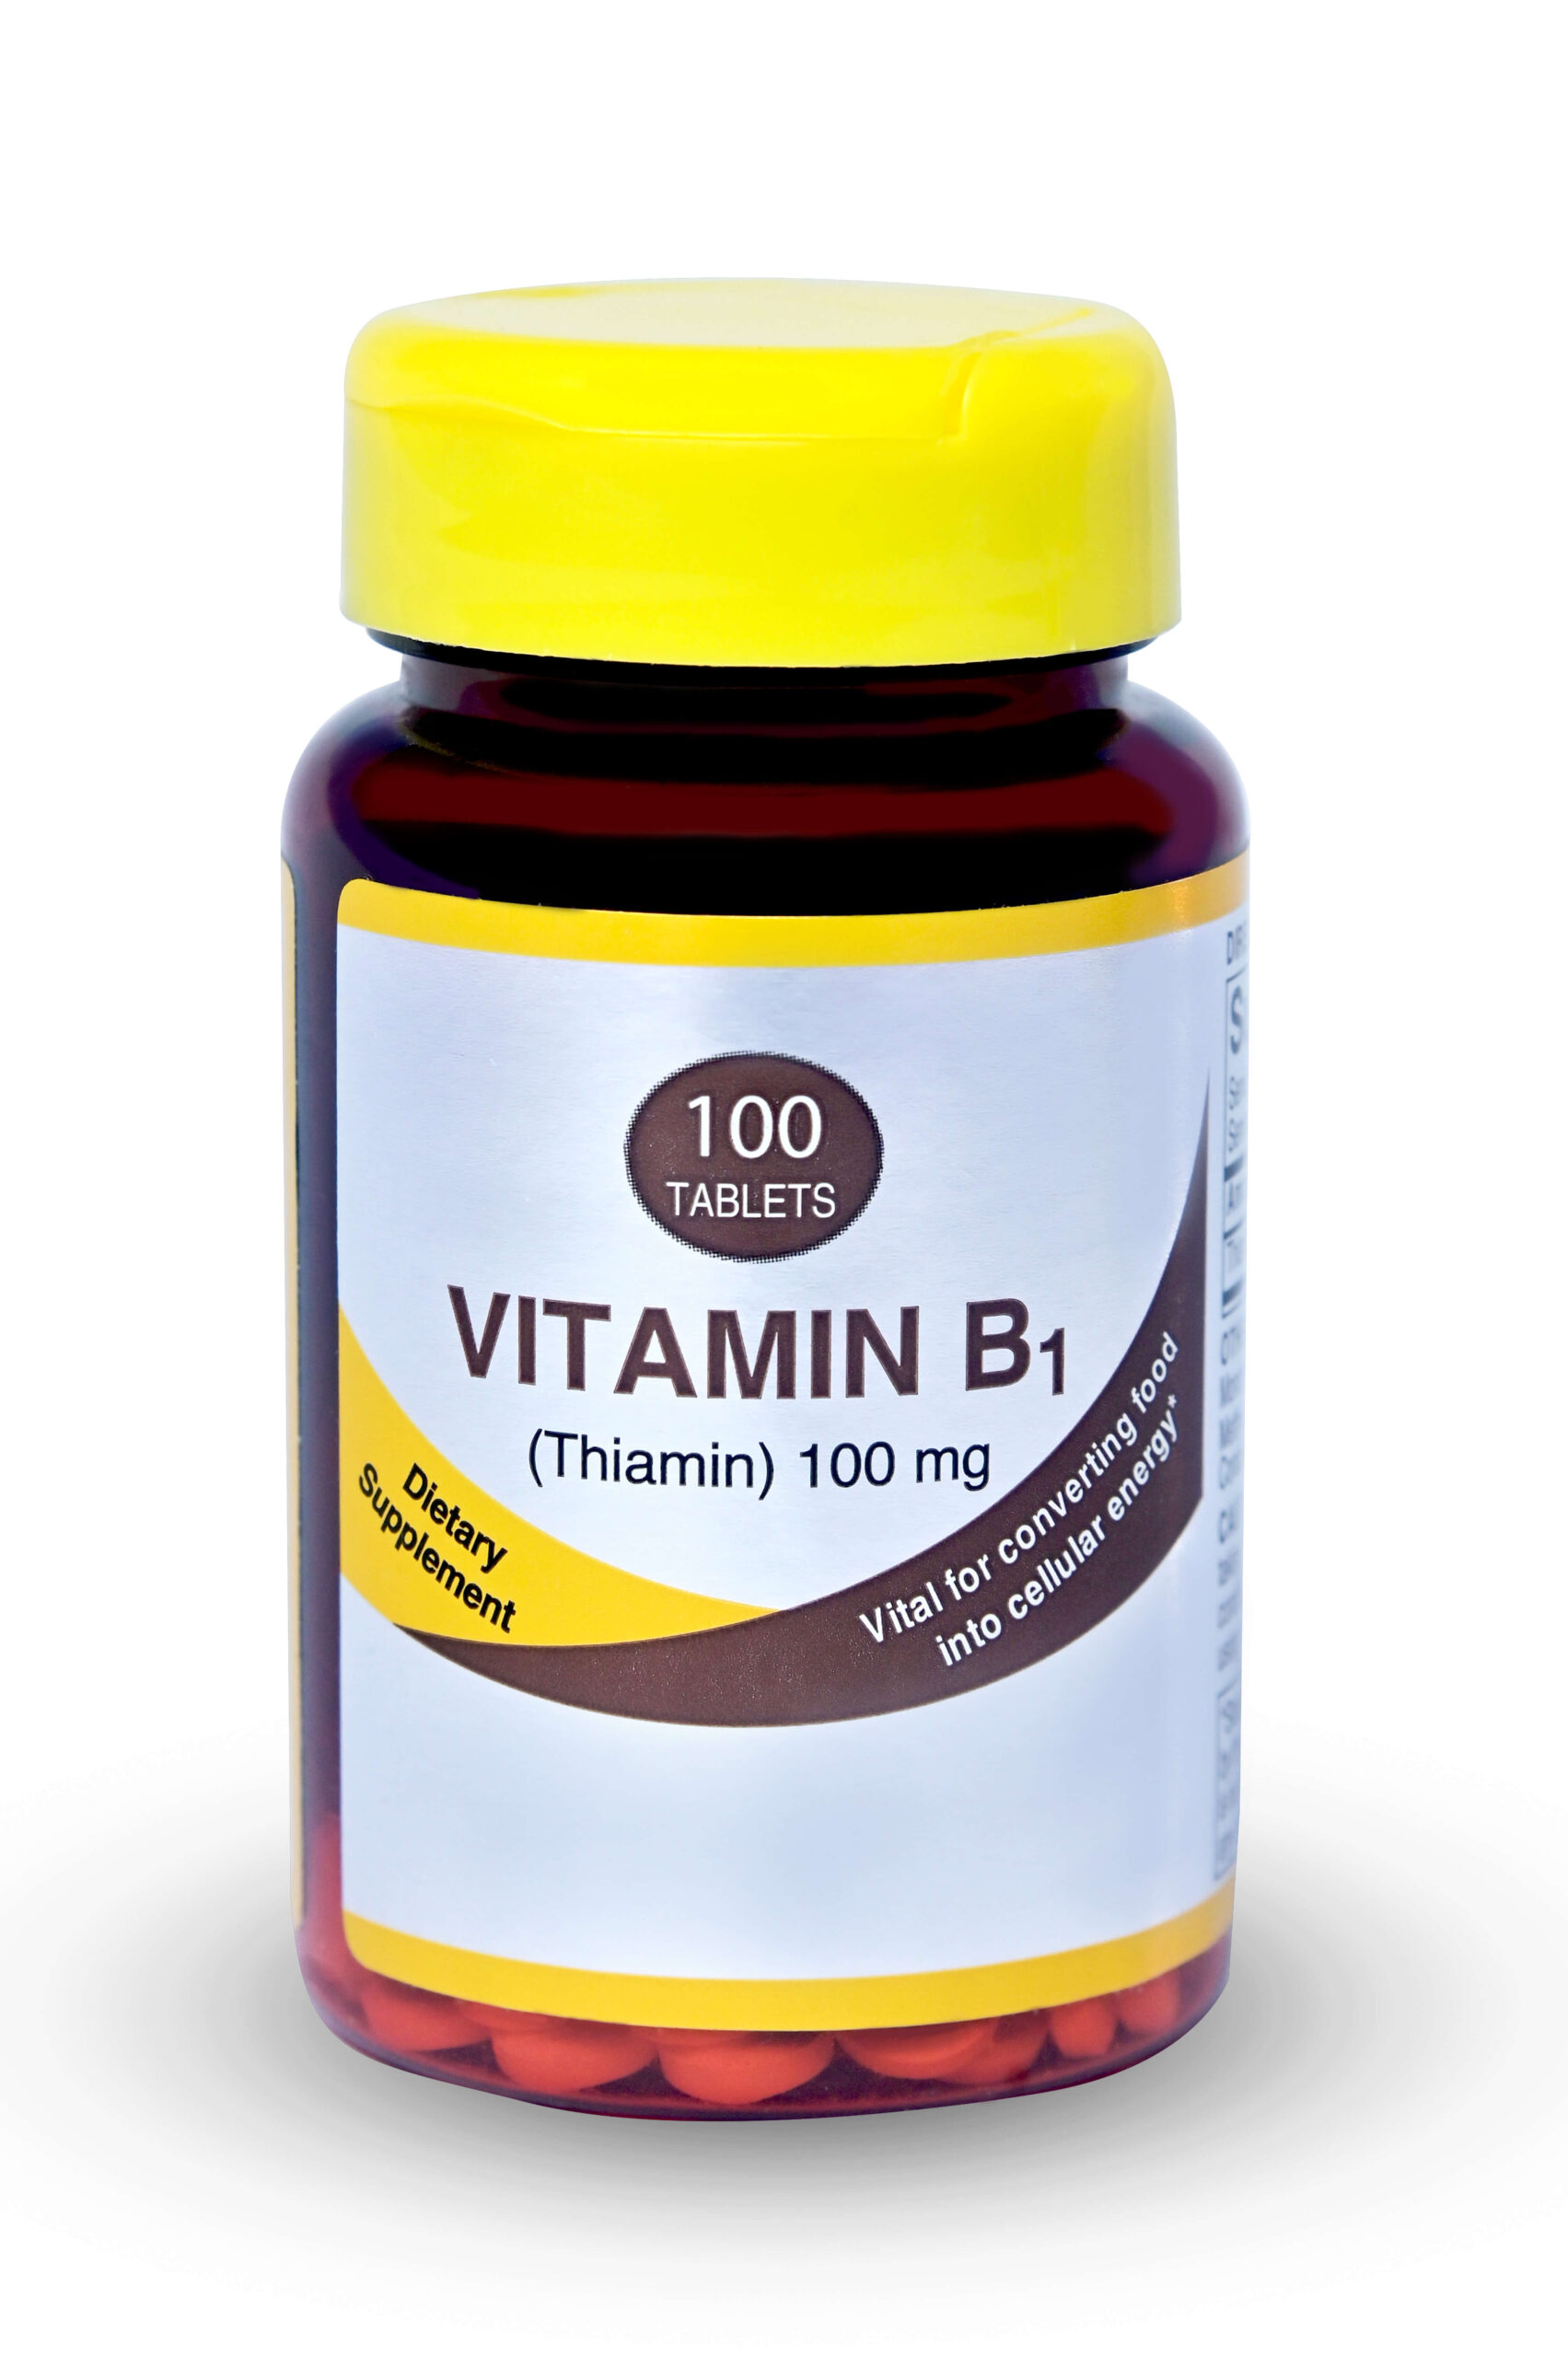 100
TABLETS
VITAMIN B1
(Thiamin) 100 mg
Dietary
Supplement
Vital for converting food
into cellular energy*